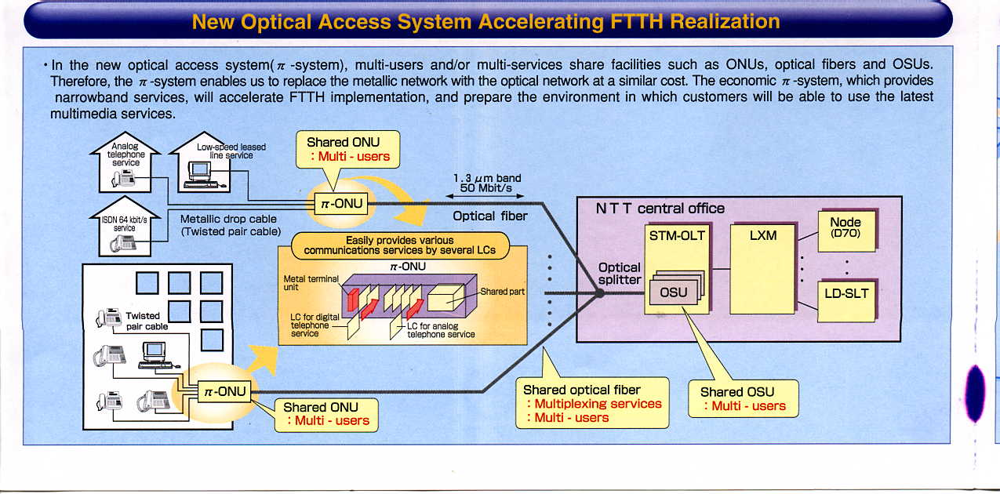 New Optical Access System Accelerating FTTH Realization
・In the new optical access system(π-system), multi-users and/or multi-services share facilities such as ONUs, optical fibers and OSUs.
Therefore, the π-system enables us to replace the metallic network with the optical network at a similar cost. The economic π-system, which provides
narrowband services, will accelerate FTTH implementation, and prepare the environment in which customers will be able to use the latest
multimedia services.
Analog
telephone
service
Low-speed leased
line service
Shared ONU
: Multi - users
π-ONU
1.3 μm band
50 Mbit/s
Optical fiber
ISDN 64 kbit/s
service
Metallic drop cable
(Twisted pair cable)
Easily provides various
communications services by several LCs
π-ONU
Metal terminal
unit
Shared part
LC for digital
telephone
service
LC for analog
telephone service
NTT central office
STM-OLT
LXM
Node
(D70)
Optical
splitter
OSU
LD-SLT
Twisted
pair cable
π-ONU
Shared ONU
: Multi - users
Shared optical fiber
: Multiplexing services
: Multi - users
Shared OSU
: Multi - users